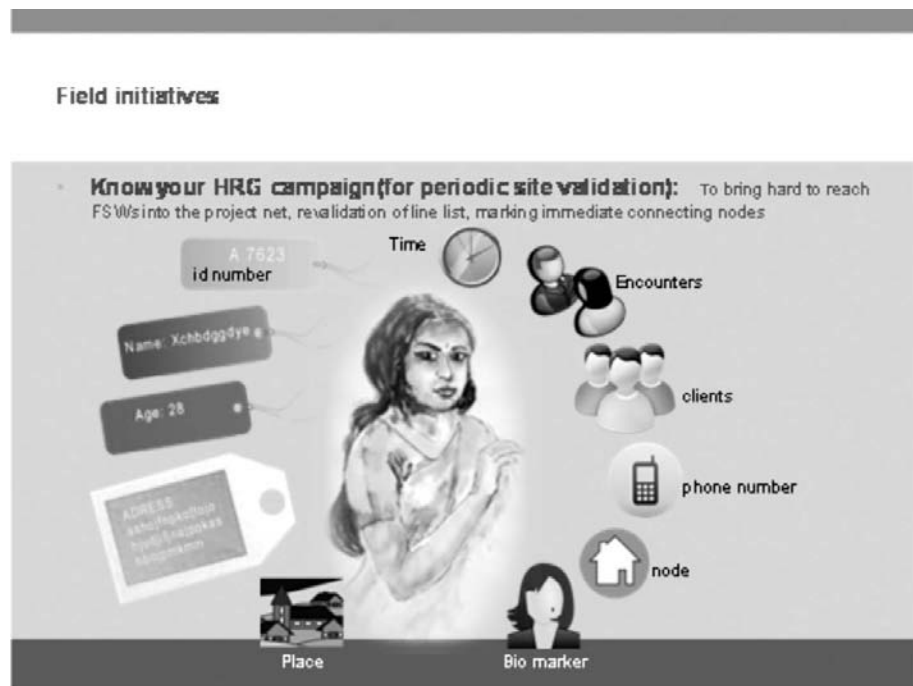 Field initiatives
Know your HRG campaign(for periodic site validation): To bring hard to reach
FSWs into the project net, revalidation of line list, marking immediate connecting nodes
A 7623
id number
Time
Encounters
Name: Xchbdggdye
Age: 28
clients
phone number
ADRESS
node
Place
Bio marker